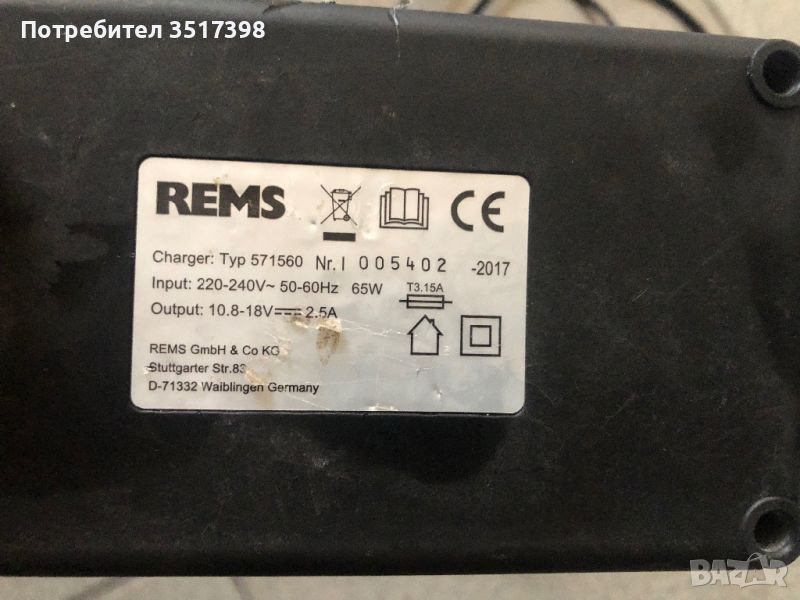 Потребител 3517398
REMS
CE
Charger: Typ 571560 Nr. I 005402 -2017
Input: 220-240V~ 50-60Hz 65W T3.15A
Output: 10.8-18V 2.5A
REMS GmbH & Co KG
Stuttgarter Str.83
D-71332 Waiblingen Germany
BAZAR